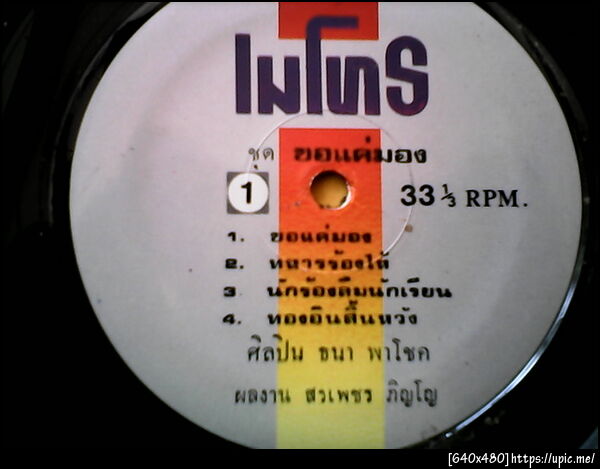 เมโทร
ชุด ขอแค่มอง
1
33 ⅓ RPM.
1. ขอแค่มอง
2. ทหารร้องไห้
3 นักร้องลืมนักเรียน
4. ทองอินสิ้นหวัง
ศิลปิน ธนา พาโชค
ผลงาน สรเพชร ภิญโญ
[640x480]https://upic.me/